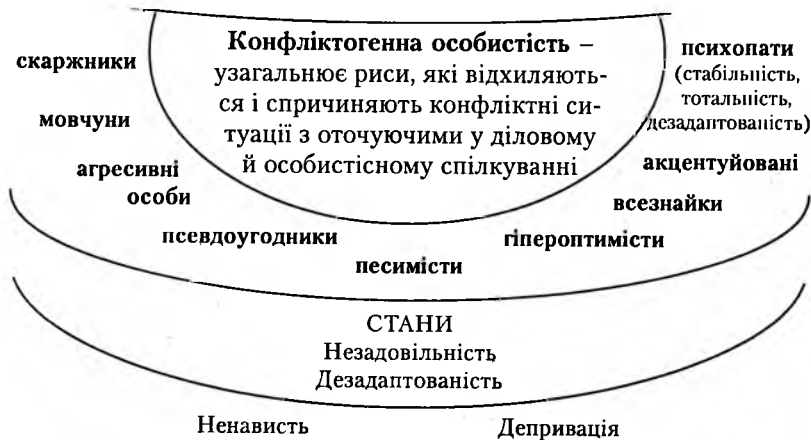 Конфліктогенна особистість –
узагальнює риси, які відхиляють-
ся і спричиняють конфліктні си-
туації з оточуючими у діловому
й особистісному спілкуванні
скаржники
мовчуни
агресивні
особи
псевдоугодники
песимісти
гіпероптимісти
всезнайки
акцентуйовані
психопати
(стабільність,
тотальність,
дезадаптованість)
СТАНИ
Незадовільність
Дезадаптованість
Ненависть
Депривація